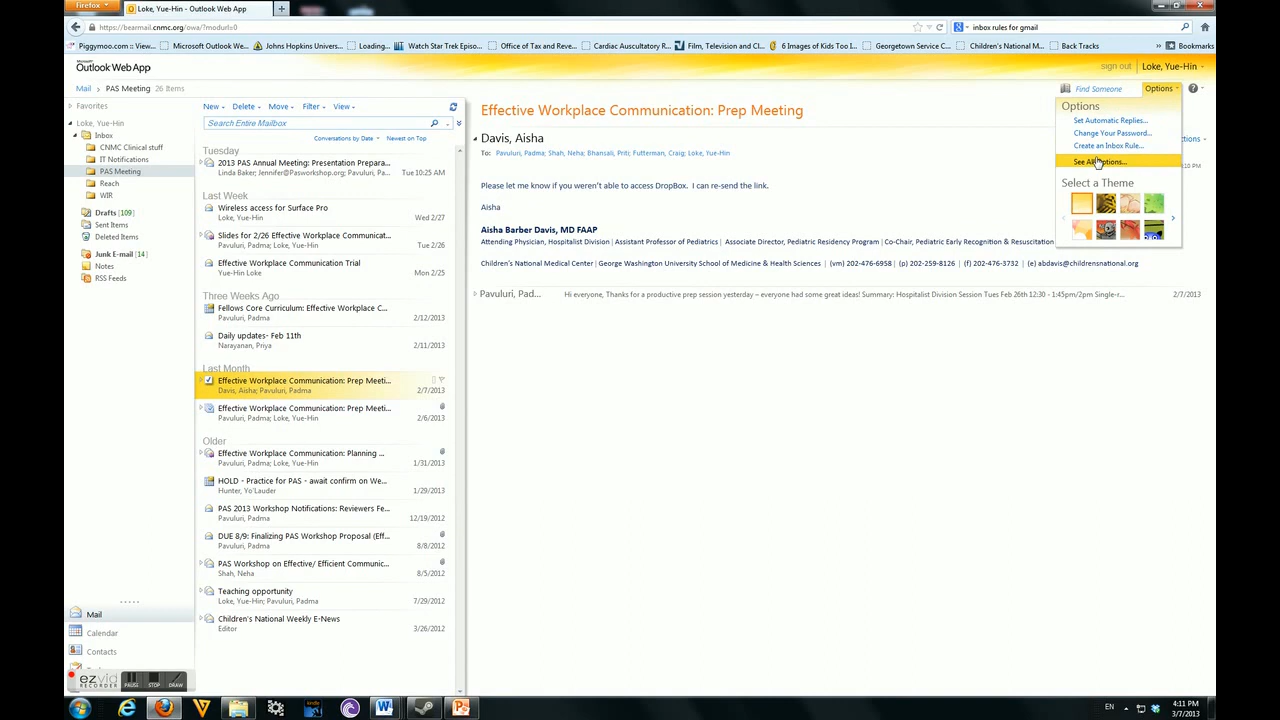 Firefox
Loke, Yue-Hin - Outlook Web App
https://bearmail.cnmc.org/owa/?modurl=0
inbox rules for gmail
Piggymoo.com :: View...
Microsoft Outlook We...
Johns Hopkins Univers...
Loading...
Watch Star Trek Episo...
Office of Tax and Reve...
Cardiac Auscultatory R...
Film, Television and Cl...
6 Images of Kids Too I...
Georgetown Service C...
Children's National M...
Back Tracks
Bookmarks
Microsoft
Outlook Web App
sign out
Loke, Yue-Hin
Mail › PAS Meeting 26 Items
Find Someone
Options
Favorites
Loke, Yue-Hin
Inbox
CNMC Clinical stuff
IT Notifications
PAS Meeting
Reach
WIR
Drafts [109]
Sent Items
Deleted Items
Junk E-mail [14]
Notes
RSS Feeds
Mail
Calendar
Contacts
ezvid
RECORDER
PAUSE
STOP
DRAW
New
Delete
Move
Filter
View
Search Entire Mailbox
Conversations by Date
Newest on Top
Tuesday
2013 PAS Annual Meeting: Presentation Prepara...
Linda Baker; Jennifer@Pasworkshop.org; Pavuluri, Pa...
Tue 10:25 AM
Last Week
Wireless access for Surface Pro
Loke, Yue-Hin
Wed 2/27
Slides for 2/26 Effective Workplace Communicat...
Pavuluri, Padma; Loke, Yue-Hin
Tue 2/26
Effective Workplace Communication Trial
Yue-Hin Loke
Mon 2/25
Three Weeks Ago
Fellows Core Curriculum: Effective Workplace C...
Pavuluri, Padma
2/12/2013
Daily updates- Feb 11th
Narayanan, Priya
2/11/2013
Last Month
Effective Workplace Communication: Prep Meeti...
Davis, Aisha; Pavuluri, Padma
2/7/2013
Effective Workplace Communication: Prep Meeti...
Pavuluri, Padma; Loke, Yue-Hin
2/6/2013
Older
Effective Workplace Communication: Planning ...
Pavuluri, Padma; Loke, Yue-Hin
1/31/2013
HOLD - Practice for PAS - await confirm on We...
Hunter, Yo'Lauder
1/29/2013
PAS 2013 Workshop Notifications: Reviewers Fe...
Pavuluri, Padma
12/19/2012
DUE 8/9: Finalizing PAS Workshop Proposal (Eff...
Pavuluri, Padma
8/8/2012
PAS Workshop on Effective/ Efficient Communic...
Shah, Neha
8/5/2012
Teaching opportunity
Loke, Yue-Hin; Pavuluri, Padma
7/29/2012
Children's National Weekly E-News
Editor
3/26/2012
Effective Workplace Communication: Prep Meeting
Davis, Aisha
To: Pavuluri, Padma; Shah, Neha; Bhansali, Priti; Futterman, Craig; Loke, Yue-Hin
Please let me know if you weren't able to access DropBox. I can re-send the link.
Aisha
Aisha Barber Davis, MD FAAP
Attending Physician, Hospitalist Division | Assistant Professor of Pediatrics | Associate Director, Pediatric Residency Program | Co-Chair, Pediatric Early Recognition & Resuscitation
Children's National Medical Center | George Washington University School of Medicine & Health Sciences | (vm) 202-476-6958 | (p) 202-259-8126 | (f) 202-476-3732 | (e) abdavis@childrensnational.org
Pavuluri, Pad...
Hi everyone, Thanks for a productive prep session yesterday – everyone had some great ideas! Summary: Hospitalist Division Session Tues Feb 26th 12:30 - 1:45pm/2pm Single-r...
2/7/2013
Options
Set Automatic Replies...
Change Your Password...
Create an Inbox Rule...
See All Options...
Select a Theme
EN
4:11 PM
3/7/2013